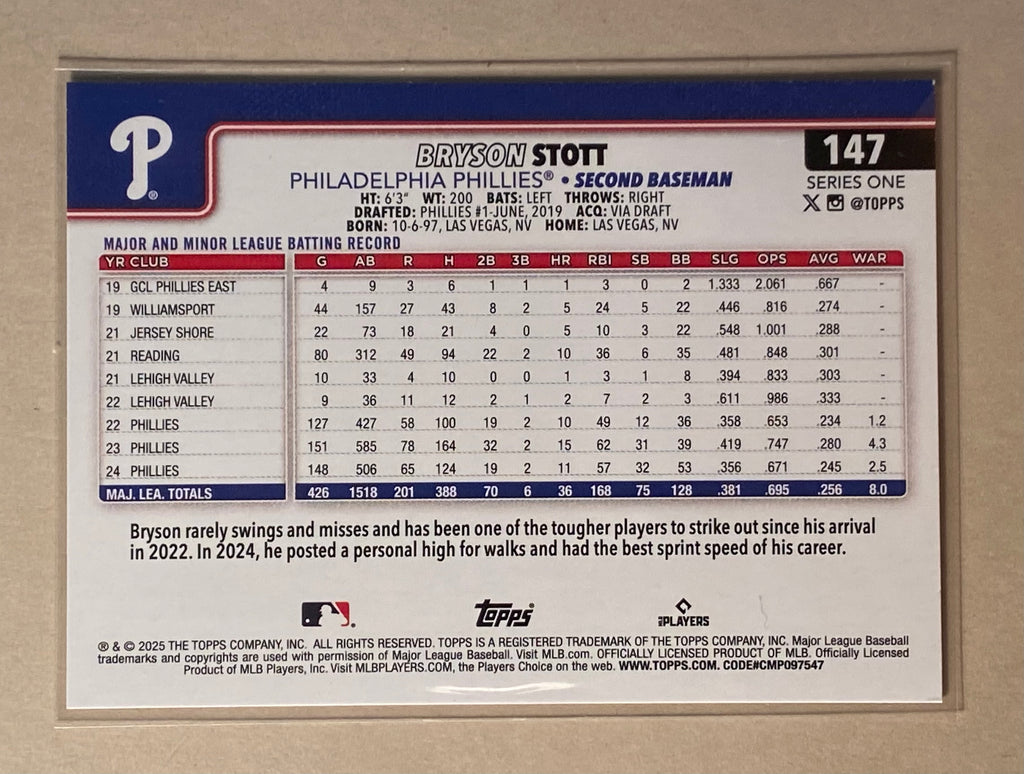 P®
BRYSON STOTT
147
PHILADELPHIA PHILLIES® • SECOND BASEMAN
SERIES ONE
HT: 6'3" WT: 200 BATS: LEFT THROWS: RIGHT
X @TOPPS
DRAFTED: PHILLIES #1-JUNE, 2019 ACQ: VIA DRAFT
BORN: 10-6-97, LAS VEGAS, NV HOME: LAS VEGAS, NV
MAJOR AND MINOR LEAGUE BATTING RECORD
YR CLUB G AB R H 2B 3B HR RBI SB BB SLG OPS AVG WAR
19 GCL PHILLIES EAST 4 9 3 6 1 1 1 3 0 2 1.333 2.061 .667 -
19 WILLIAMSPORT 44 157 27 43 8 2 5 24 5 22 .446 .816 .274 -
21 JERSEY SHORE 22 73 18 21 4 0 5 10 3 22 .548 1.001 .288 -
21 READING 80 312 49 94 22 2 10 36 6 35 .481 .848 .301 -
21 LEHIGH VALLEY 10 33 4 10 0 0 1 3 1 8 .394 .833 .303 -
22 LEHIGH VALLEY 9 36 11 12 2 1 2 7 2 3 .611 .986 .333 -
22 PHILLIES 127 427 58 100 19 2 10 49 12 36 .358 .653 .234 1.2
23 PHILLIES 151 585 78 164 32 2 15 62 31 39 .419 .747 .280 4.3
24 PHILLIES 148 506 65 124 19 2 11 57 32 53 .356 .671 .245 2.5
MAJ. LEA. TOTALS 426 1518 201 388 70 6 36 168 75 128 .381 .695 .256 8.0
Bryson rarely swings and misses and has been one of the tougher players to strike out since his arrival
in 2022. In 2024, he posted a personal high for walks and had the best sprint speed of his career.
topps® MLBPLAYERS
® & © 2025 THE TOPPS COMPANY, INC. ALL RIGHTS RESERVED. TOPPS IS A REGISTERED TRADEMARK OF THE TOPPS COMPANY, INC. Major League Baseball
trademarks and copyrights are used with permission of Major League Baseball. Visit MLB.com. OFFICIALLY LICENSED PRODUCT OF MLB. Officially Licensed
Product of MLB Players, Inc. Visit MLBPLAYERS.COM, the Players Choice on the web. WWW.TOPPS.COM. CODE#CMP097547